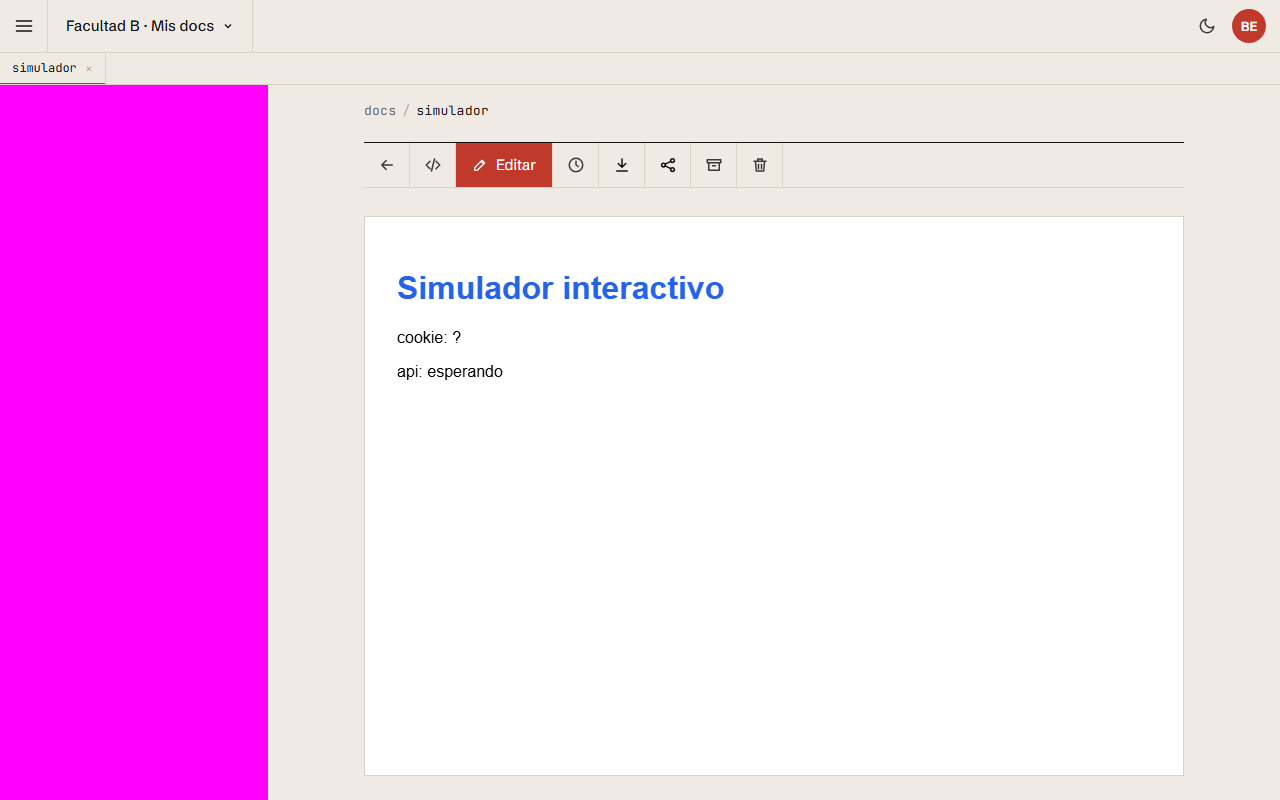 Facultad B · Mis docs
BE
simulador ×
docs / simulador
Editar
Simulador interactivo
cookie: ?
api: esperando